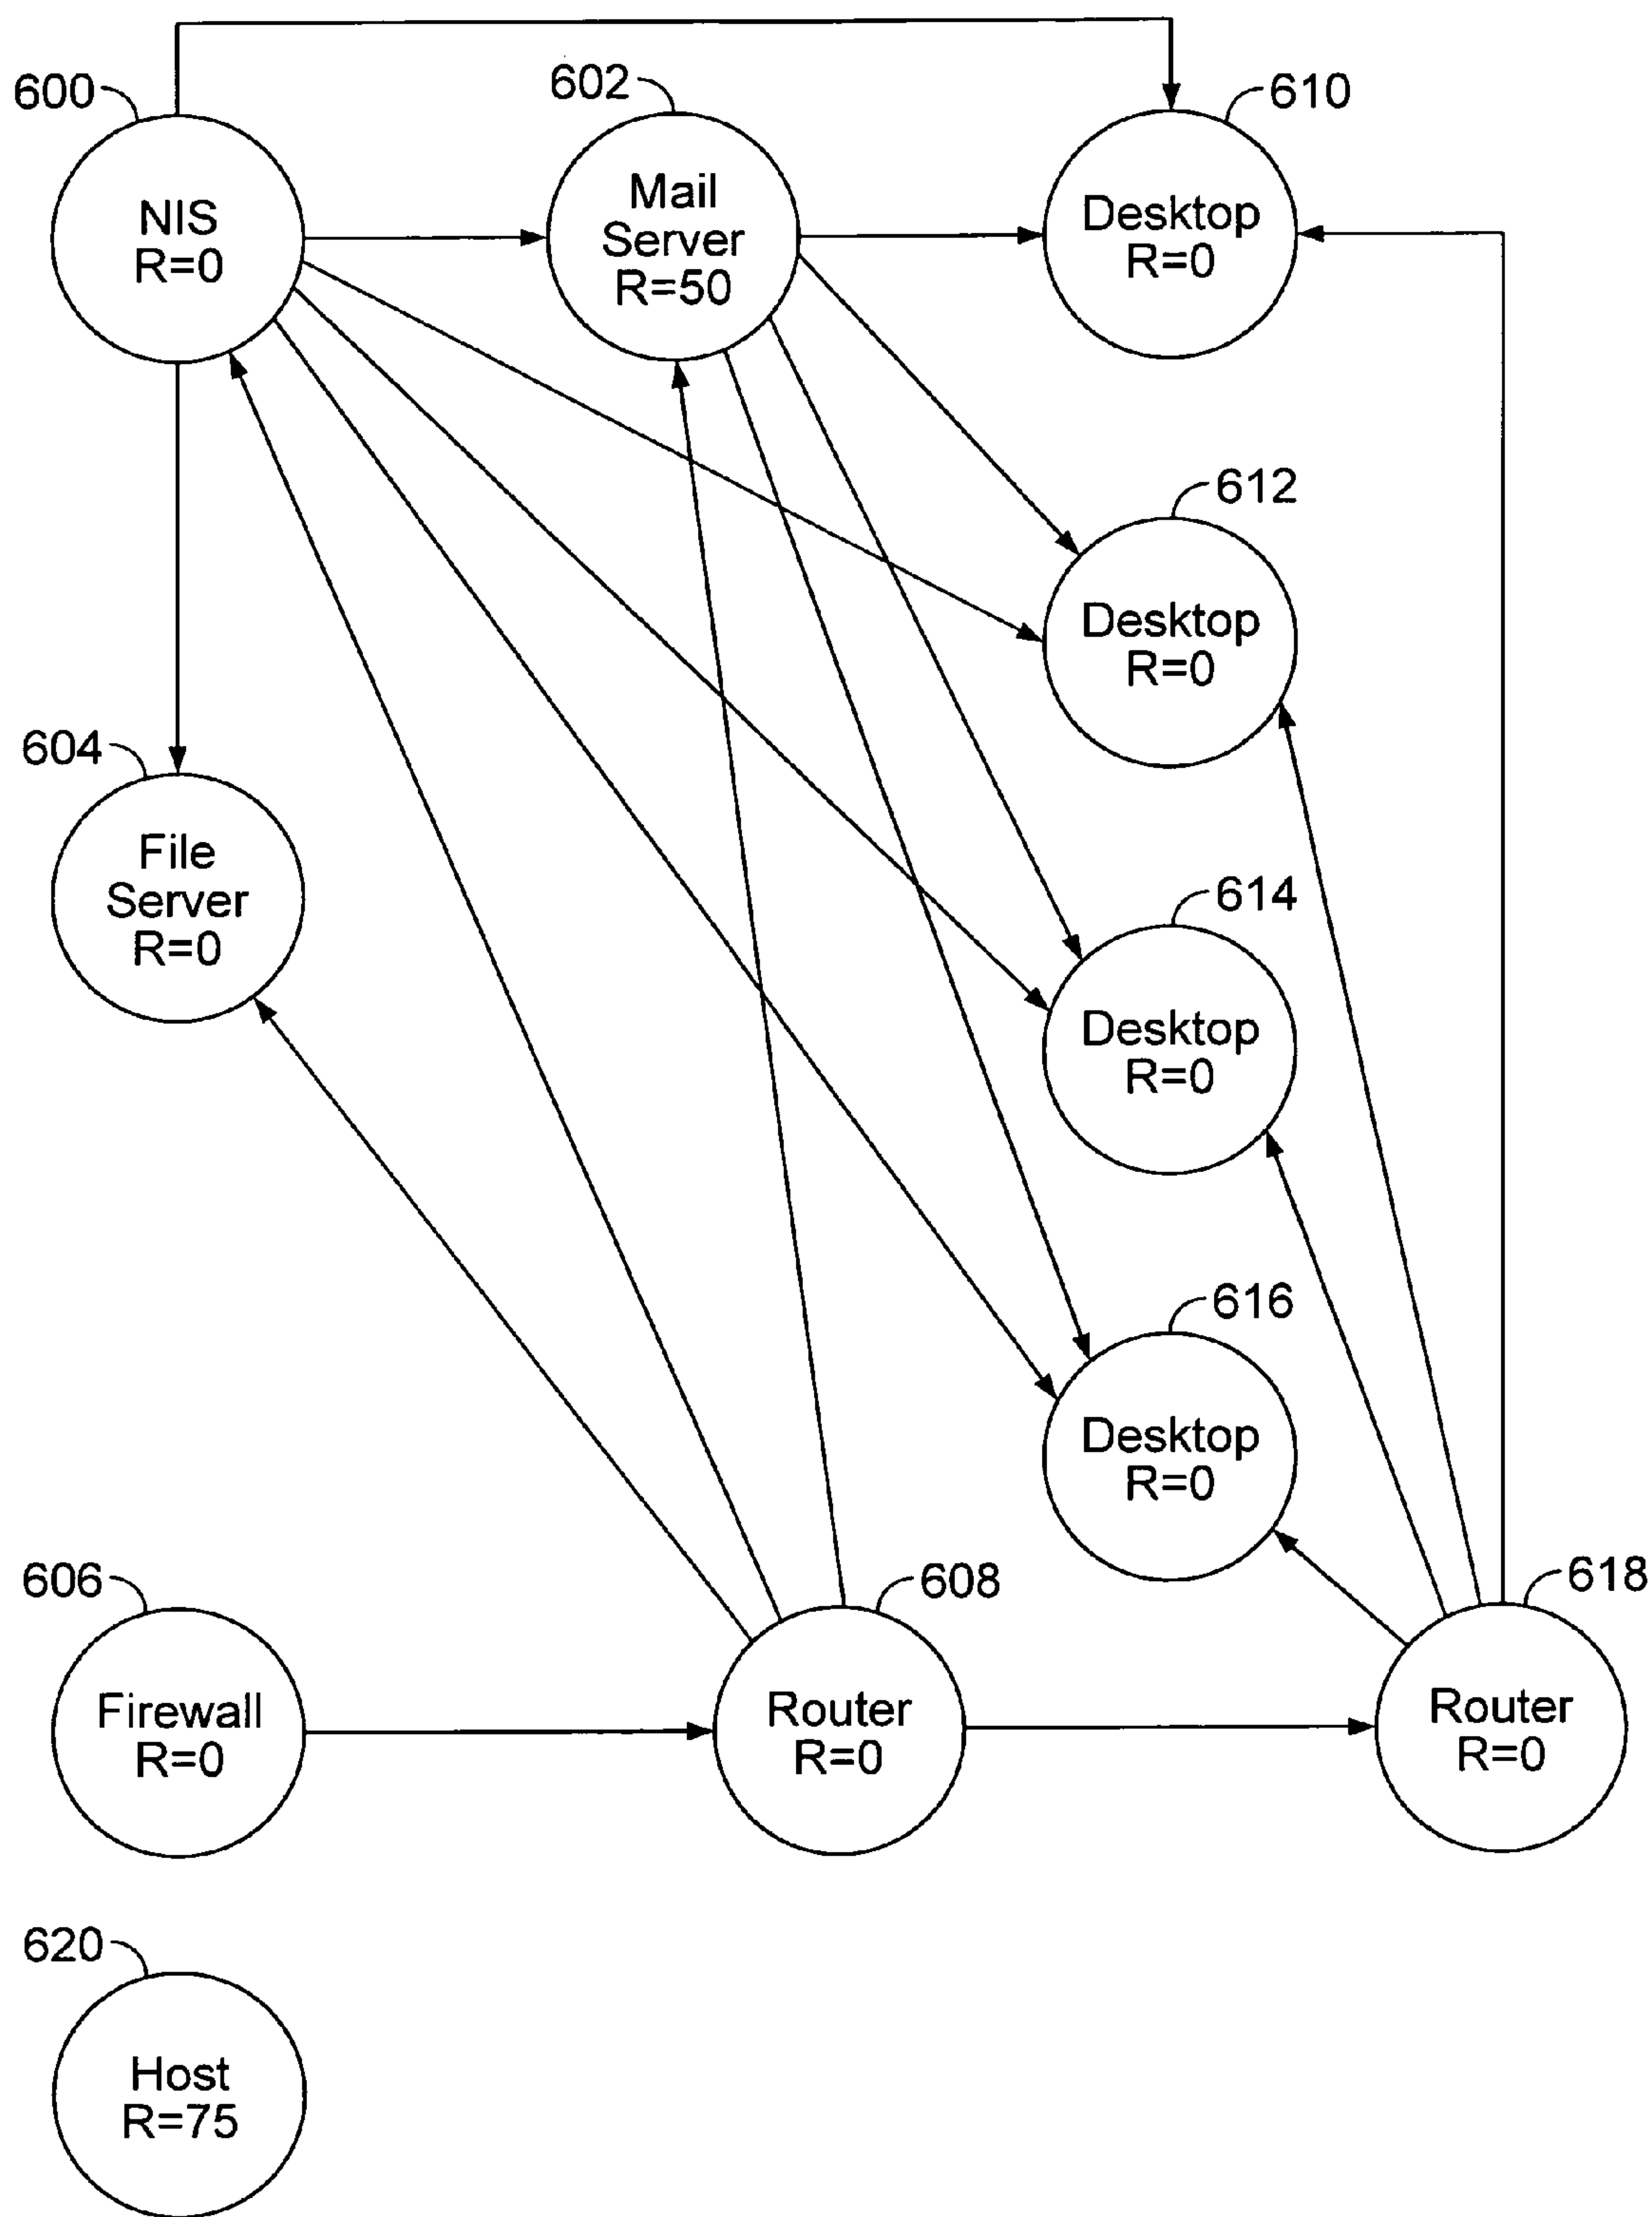 600
602
610
NIS
R=0
Mail
Server
R=50
Desktop
R=0
612
Desktop
R=0
604
File
Server
R=0
614
Desktop
R=0
616
Desktop
R=0
606
608
618
Firewall
R=0
Router
R=0
Router
R=0
620
Host
R=75